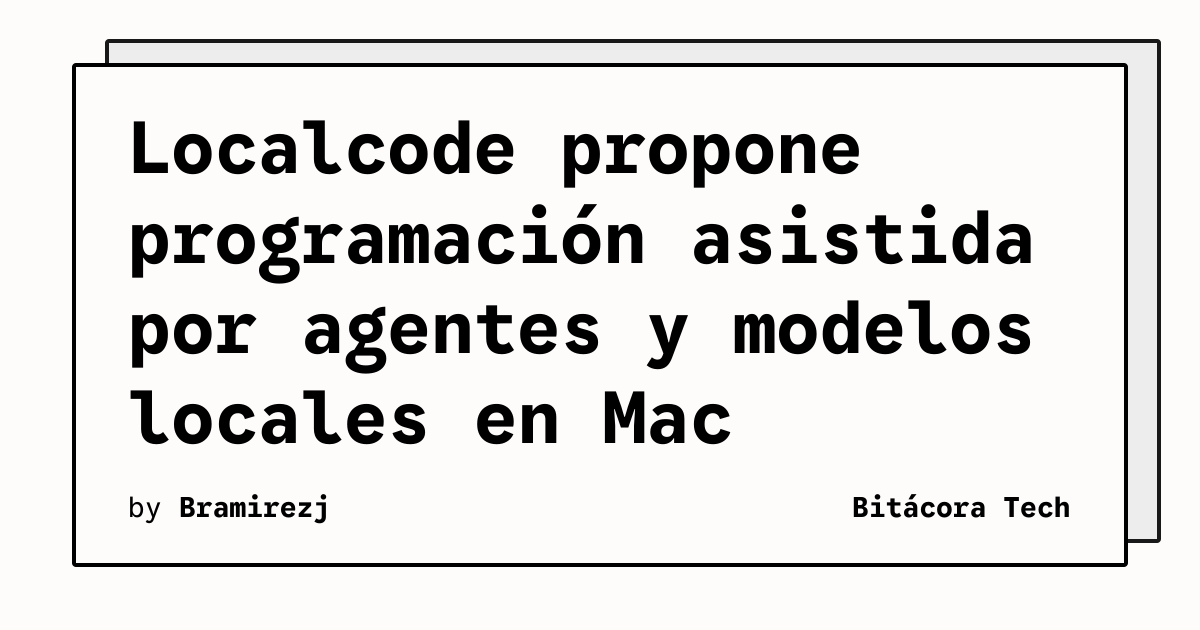 Localcode propone
programación asistida
por agentes y modelos
locales en Mac
by Bramirezj
Bitácora Tech